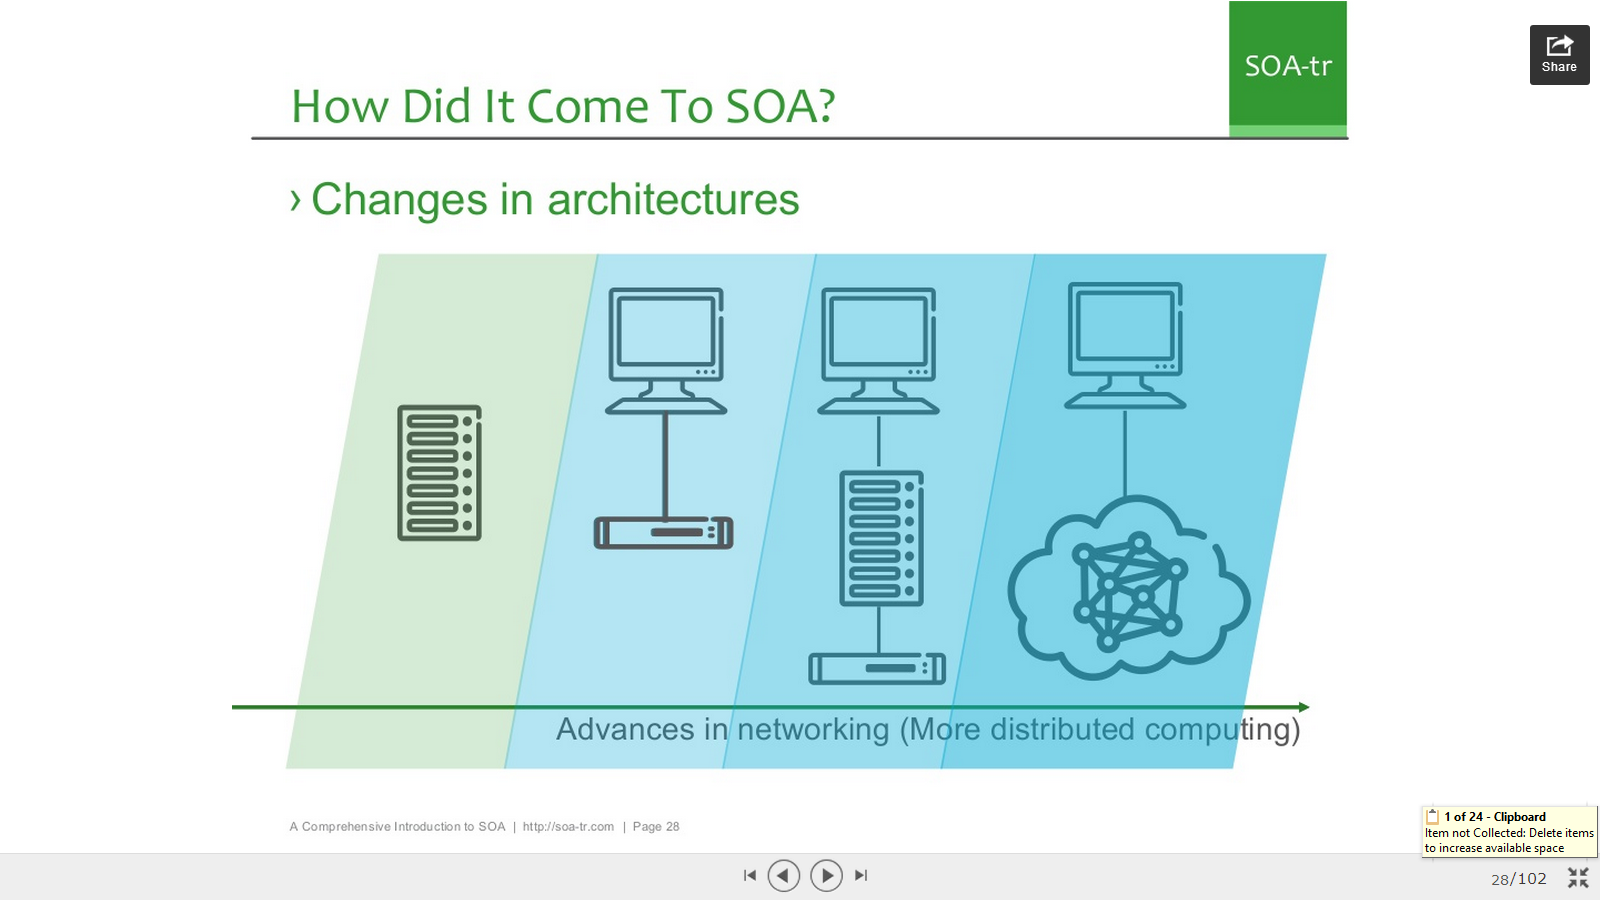 SOA-tr
Share
How Did It Come To SOA?
› Changes in architectures
Advances in networking (More distributed computing)
A Comprehensive Introduction to SOA | http://soa-tr.com | Page 28
1 of 24 - Clipboard
Item not Collected: Delete items
to increase available space
28/102